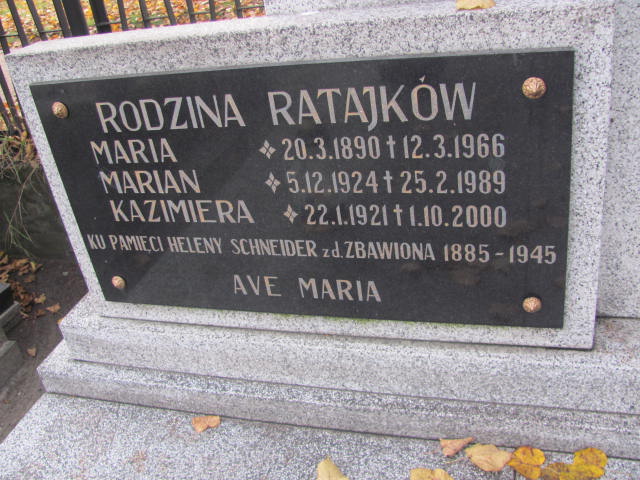 RODZINA RATAJKÓW
MARIA 20.3.1890 † 12.3.1966
MARIAN 5.12.1924 † 25.2.1989
KAZIMIERA 22.1.1921 † 1.10.2000
KU PAMIĘCI HELENY SCHNEIDER z d. ZBAWIONA 1885-1945
AVE MARIA